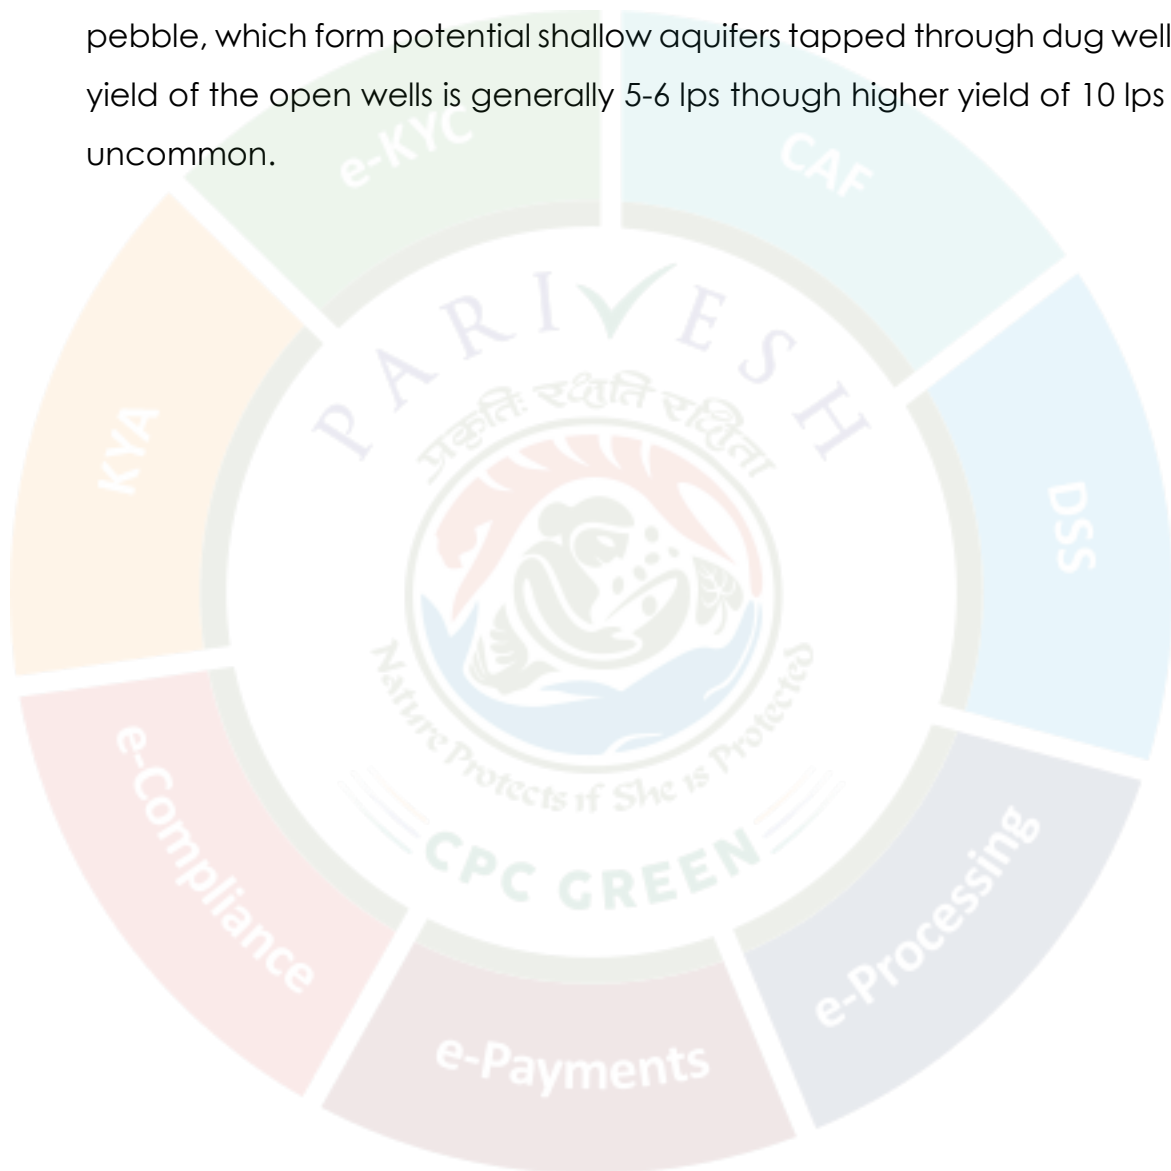 pebble, which form potential shallow aquifers tapped through dug well
yield of the open wells is generally 5-6 lps though higher yield of 10 lps
uncommon.
e-KYC
CAF
KYA
PARIVESH
प्रकृतिः रक्षति रक्षिता
DSS
Nature Protects if She is Protected
e-Compliance
CPC GREEN
e-Processing
e-Payments